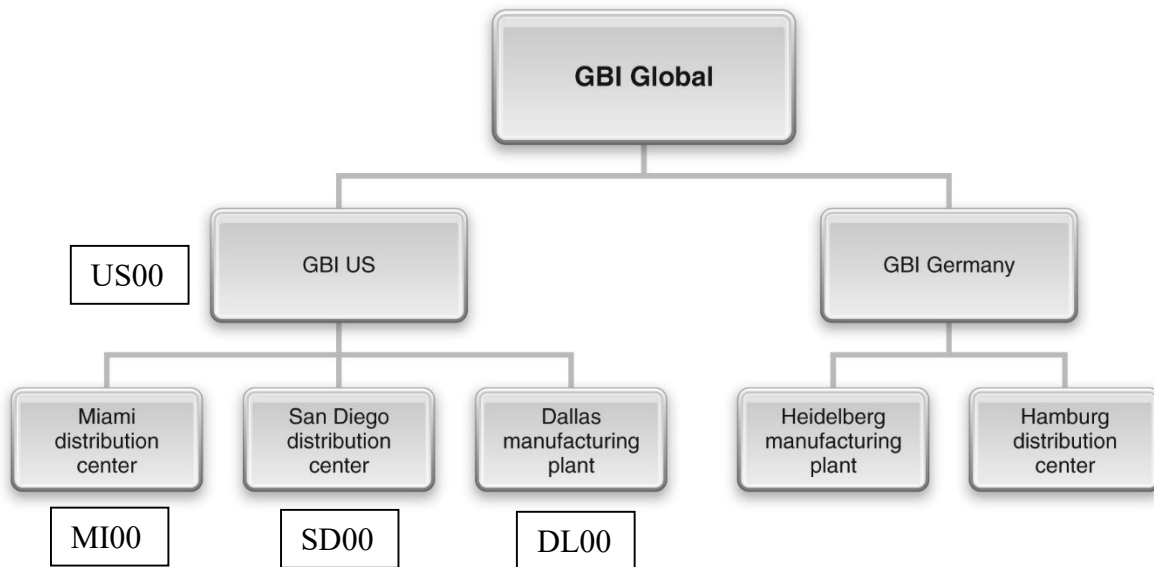 GBI Global
US00
GBI US
GBI Germany
Miami
distribution
center
San Diego
distribution
center
Dallas
manufacturing
plant
Heidelberg
manufacturing
plant
Hamburg
distribution
center
MI00
SD00
DL00